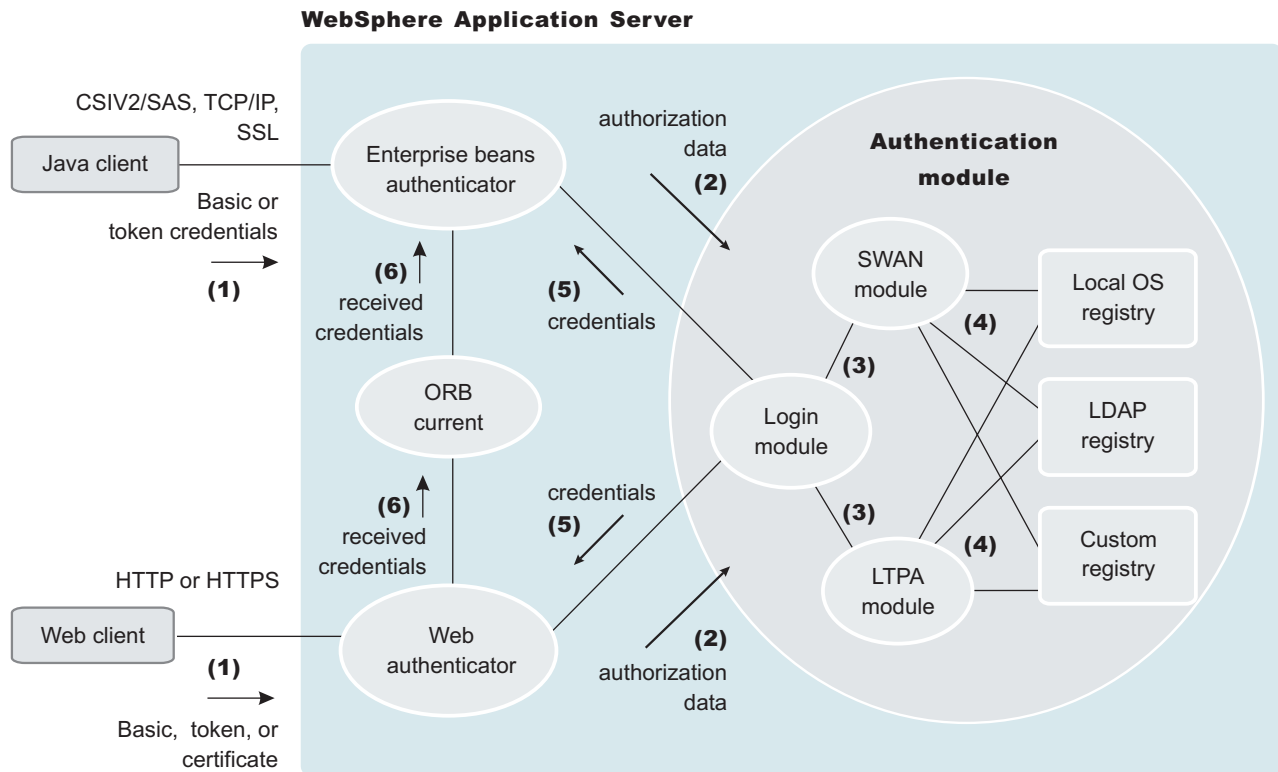 WebSphere Application Server
CSIV2/SAS, TCP/IP,
SSL
Java client
Basic or
token credentials
(1)
Enterprise beans
authenticator
authorization
data
(2)
Authentication
module
(6)
received
credentials
(5)
credentials
SWAN
module
Local OS
registry
(4)
(3)
ORB
current
Login
module
LDAP
registry
(6)
received
credentials
credentials
(5)
(3)
(4)
Custom
registry
LTPA
module
HTTP or HTTPS
Web client
(1)
Basic, token, or
certificate
Web
authenticator
(2)
authorization
data